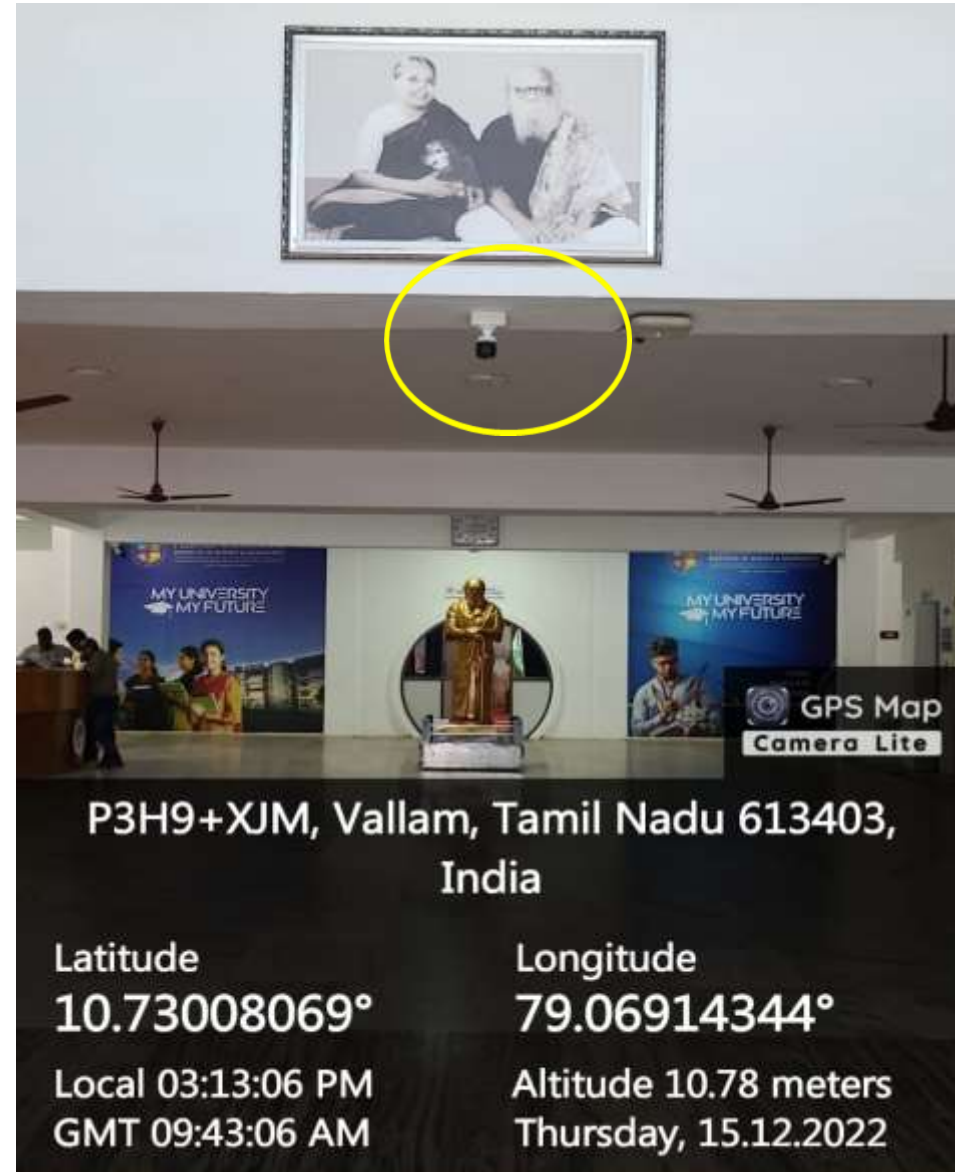 MY UNIVERSITY
MY FUTURE
MY UNIVERSITY
MY FUTURE
GPS Map
Camera Lite
P3H9+XJM, Vallam, Tamil Nadu 613403,
India
Latitude
10.73008069°
Longitude
79.06914344°
Local 03:13:06 PM
GMT 09:43:06 AM
Altitude 10.78 meters
Thursday, 15.12.2022